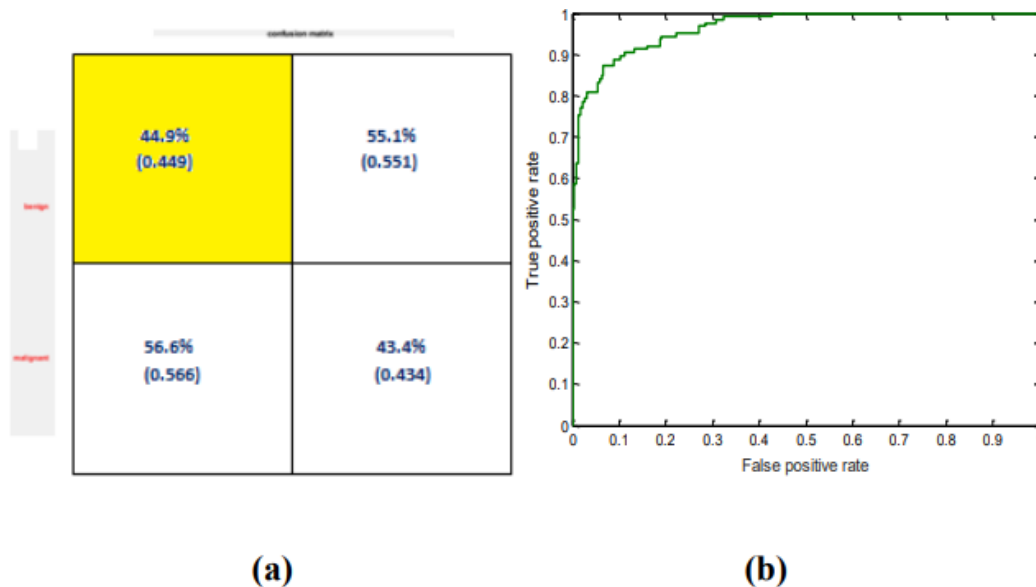 confusion matrix
benign
malignant
44.9%
(0.449)
55.1%
(0.551)
56.6%
(0.566)
43.4%
(0.434)
(a)
True positive rate
1
0.9
0.8
0.7
0.6
0.5
0.4
0.3
0.2
0.1
0
0 0.1 0.2 0.3 0.4 0.5 0.6 0.7 0.8 0.9
False positive rate
(b)